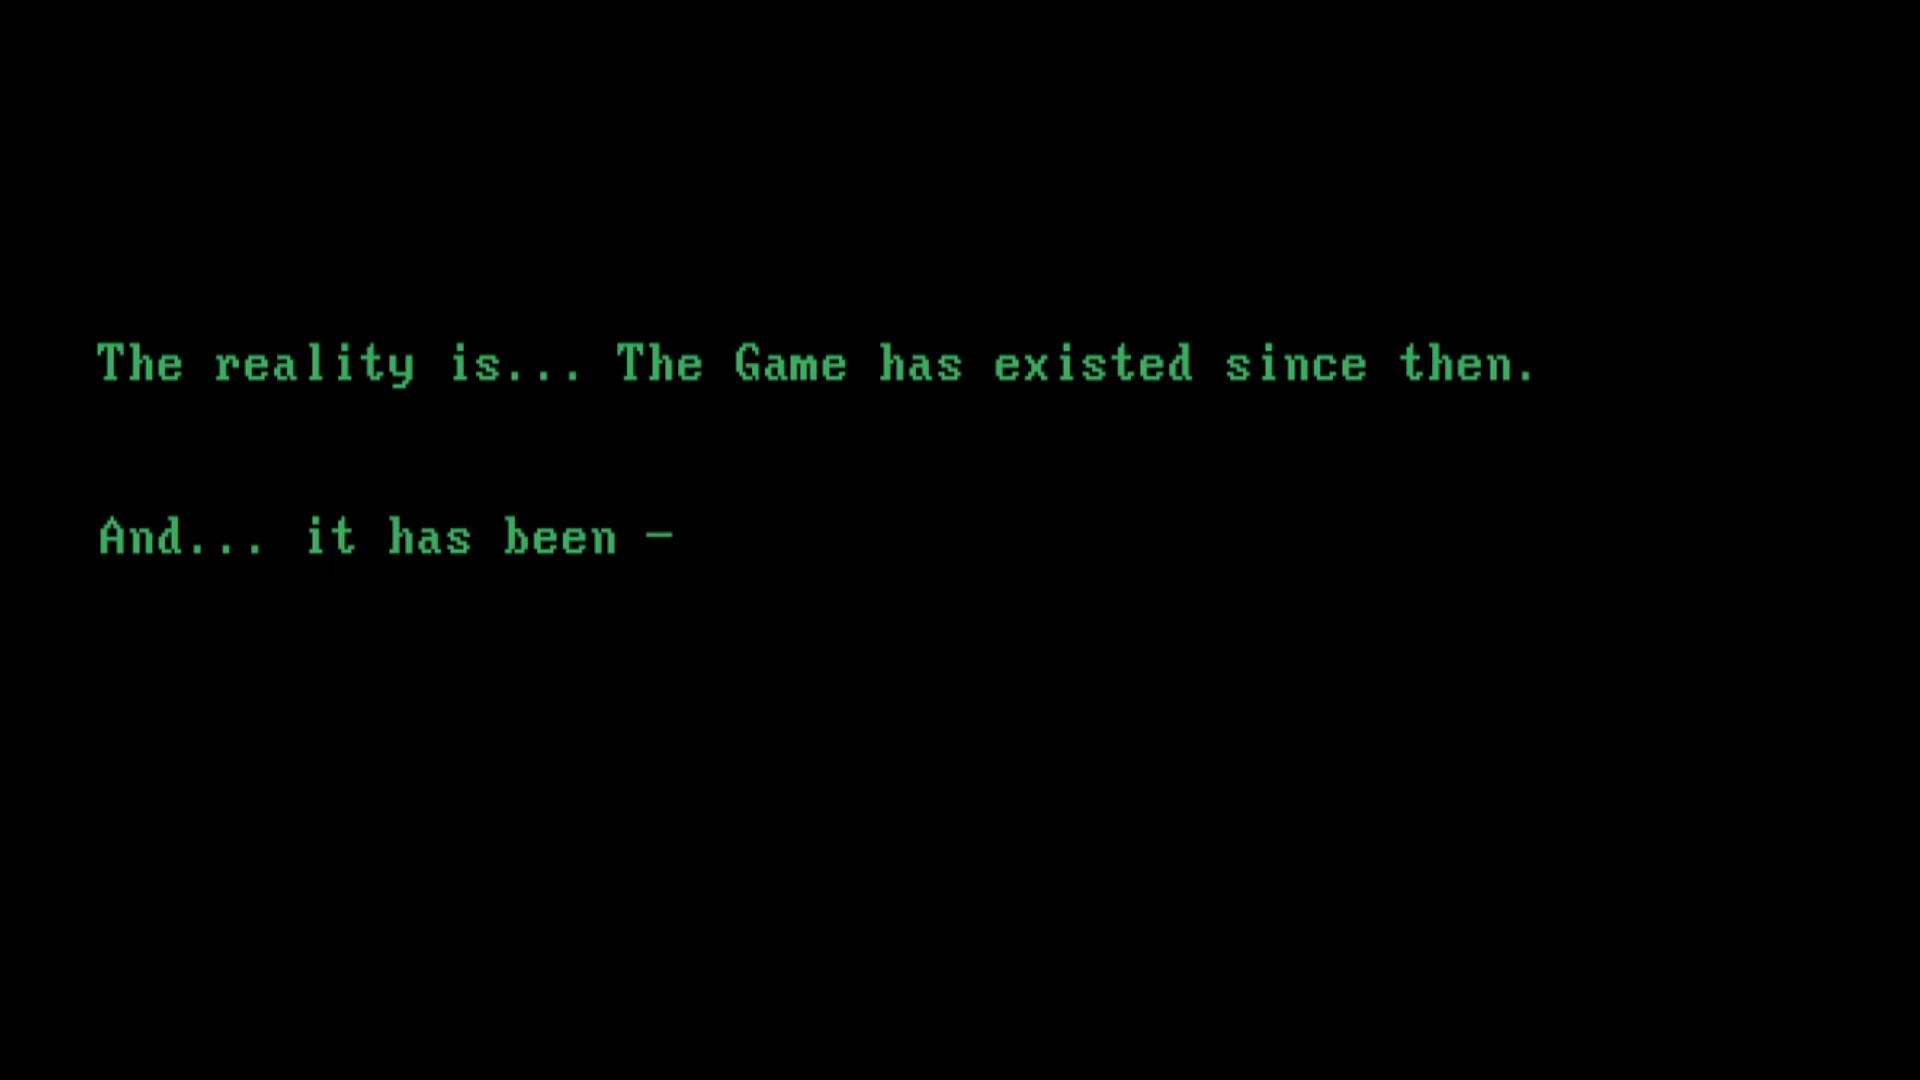 The reality is... The Game has existed since then.
And... it has been —